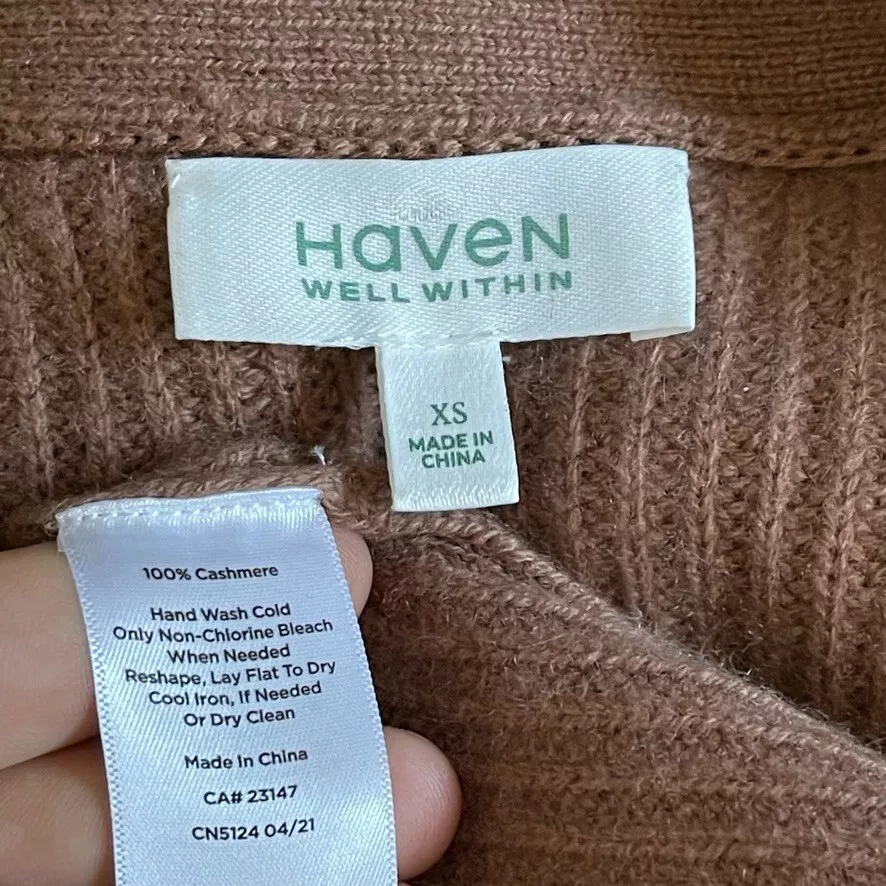 HaveN
WELL WITHIN
XS
MADE IN
CHINA
100% Cashmere
Hand Wash Cold
Only Non-Chlorine Bleach
When Needed
Reshape, Lay Flat To Dry
Cool Iron, If Needed
Or Dry Clean
Made In China
CA# 23147
CN5124 04/21